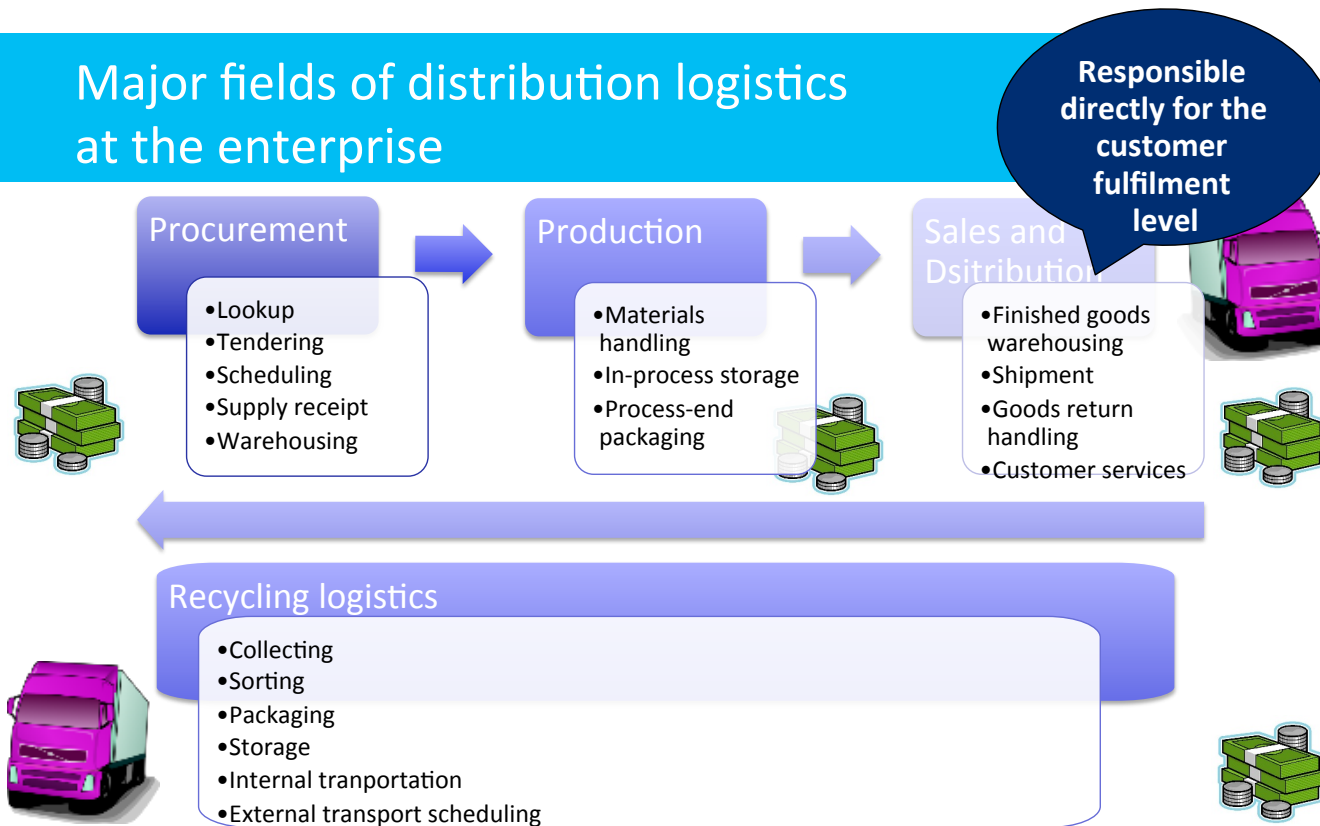 Major fields of distribution logistics
at the enterprise
Responsible
directly for the
customer
fulfilment
level
Procurement
•Lookup
•Tendering
•Scheduling
•Supply receipt
•Warehousing
Production
•Materials
handling
•In-process storage
•Process-end
packaging
Sales and
Dsitribution
•Finished goods
warehousing
•Shipment
•Goods return
handling
•Customer services
Recycling logistics
•Collecting
•Sorting
•Packaging
•Storage
•Internal tranportation
•External transport scheduling